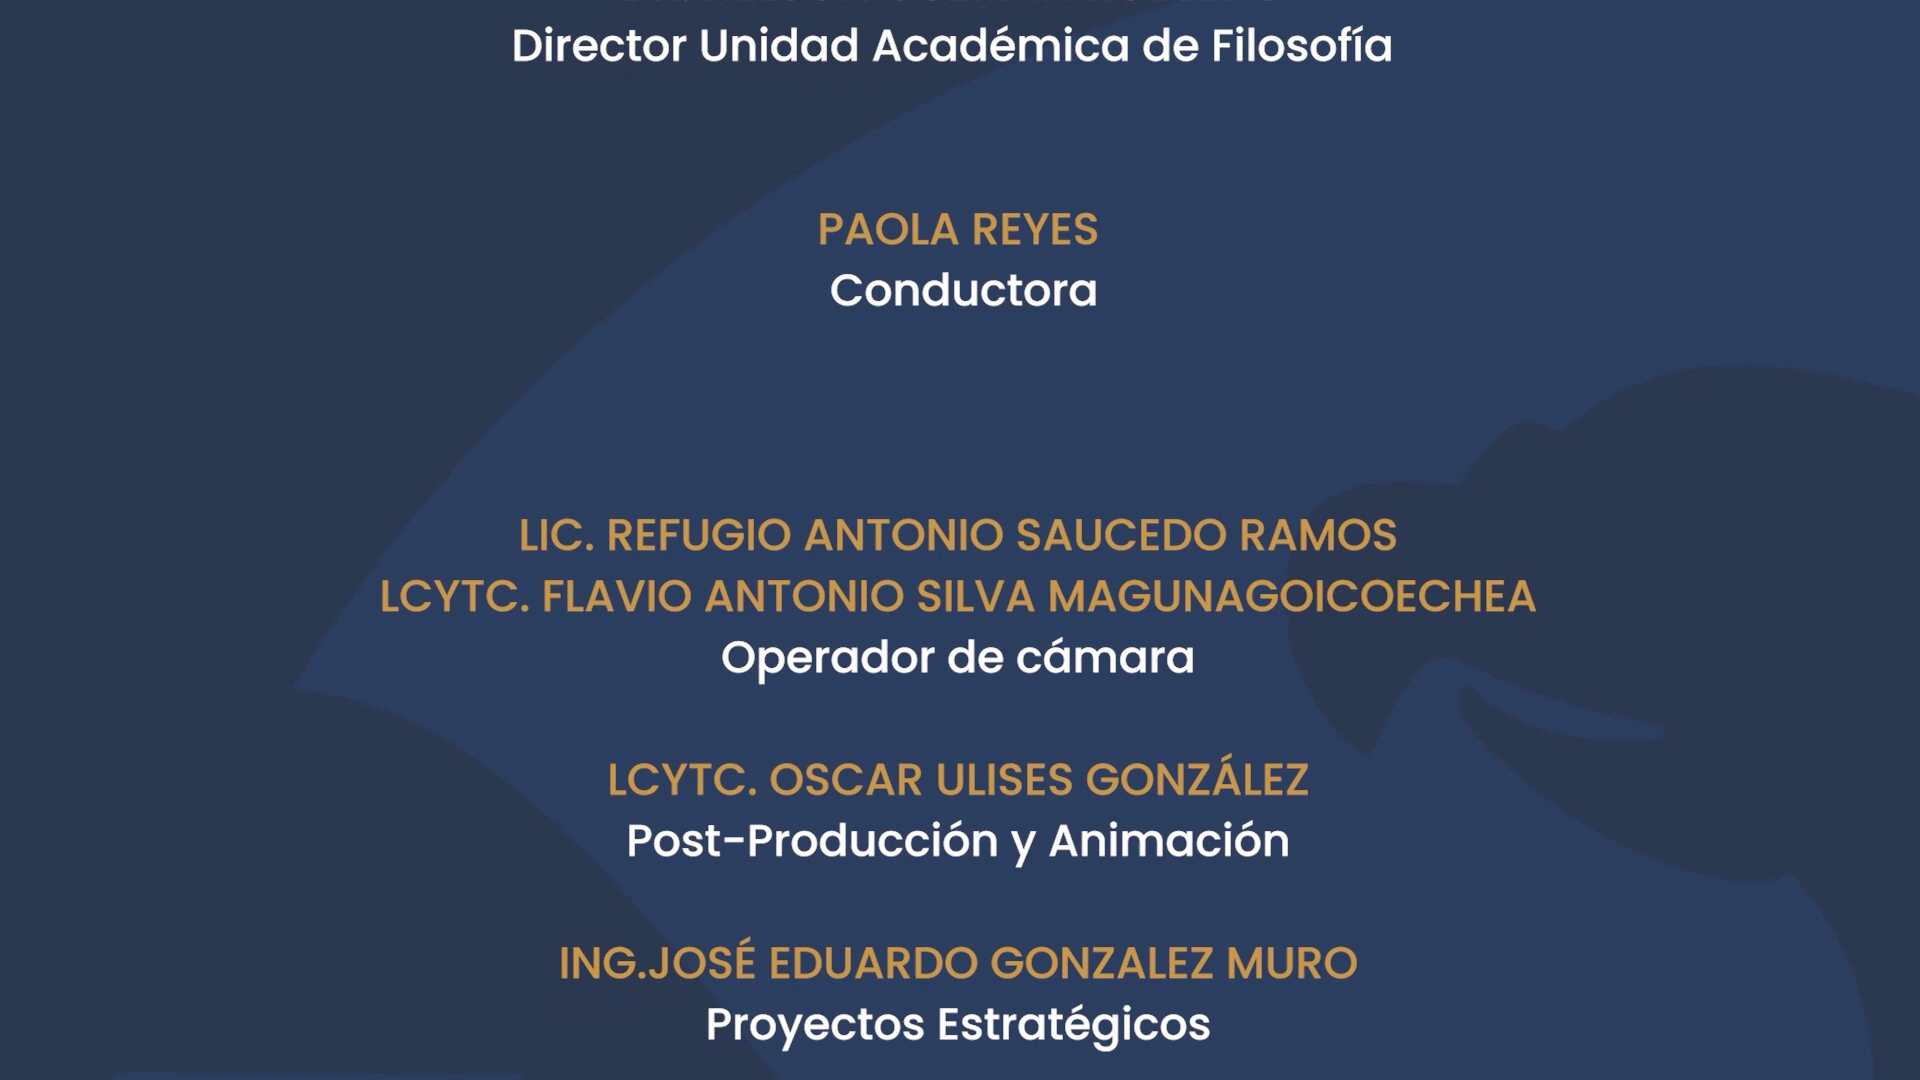 Director Unidad Académica de Filosofía
PAOLA REYES
Conductora
LIC. REFUGIO ANTONIO SAUCEDO RAMOS
LCYTC. FLAVIO ANTONIO SILVA MAGUNAGOICOECHEA
Operador de cámara
LCYTC. OSCAR ULISES GONZÁLEZ
Post-Producción y Animación
ING.JOSÉ EDUARDO GONZALEZ MURO
Proyectos Estratégicos